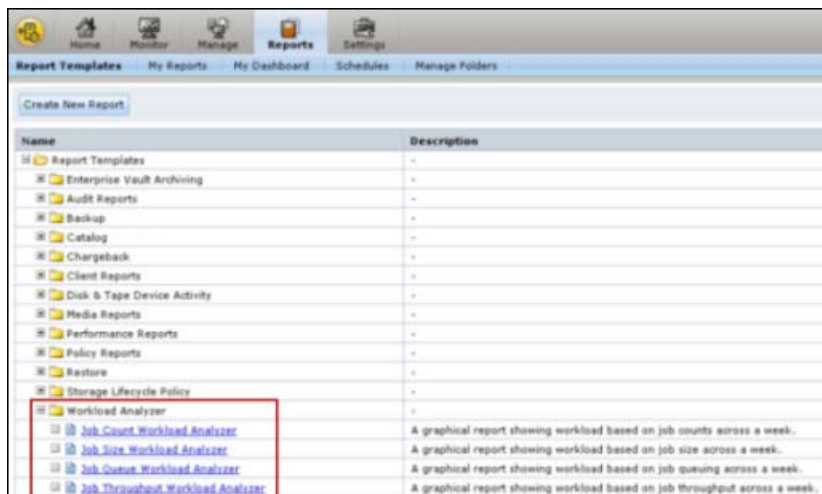 Home Monitor Manage Reports Settings
Report Templates My Reports My Dashboard Schedules Manage Folders
Create New Report
Name Description
Report Templates -
Enterprise Vault Archiving -
Audit Reports -
Backup -
Catalog -
Chargeback -
Client Reports -
Disk & Tape Device Activity -
Media Reports -
Performance Reports -
Policy Reports -
Restore -
Storage Lifecycle Policy -
Workload Analyzer -
Job Count Workload Analyzer A graphical report showing workload based on job counts across a week.
Job Size Workload Analyzer A graphical report showing workload based on job size across a week.
Job Queue Workload Analyzer A graphical report showing workload based on job queuing across a week.
Job Throughput Workload Analyzer A graphical report showing workload based on job throughput across a week.